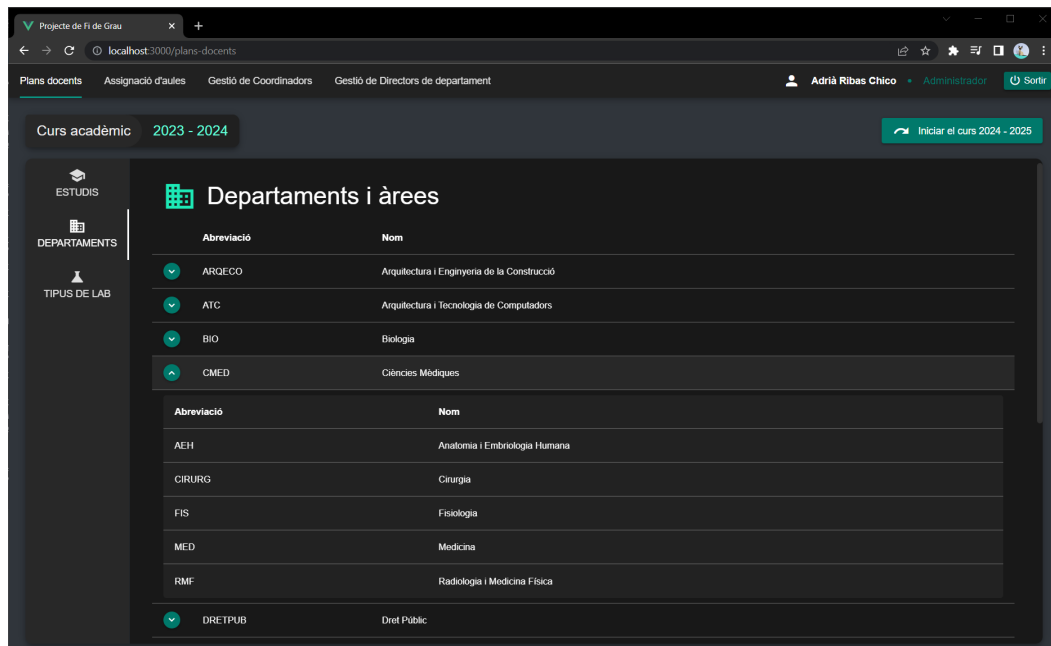 Projecte de Fi de Grau
localhost:3000/plans-docents
Plans docents Assignació d'aules Gestió de Coordinadors Gestió de Directors de departament Adrià Ribas Chico • Administrador Sortir
Curs acadèmic 2023 - 2024 Iniciar el curs 2024 - 2025
ESTUDIS
DEPARTAMENTS
TIPUS DE LAB
Departaments i àrees
Abreviació Nom
ARQECO Arquitectura i Enginyeria de la Construcció
ATC Arquitectura i Tecnologia de Computadors
BIO Biologia
CMED Ciències Mèdiques
Abreviació Nom
AEH Anatomia i Embriologia Humana
CIRURG Cirurgia
FIS Fisiologia
MED Medicina
RMF Radiologia i Medicina Física
DRETPUB Dret Públic